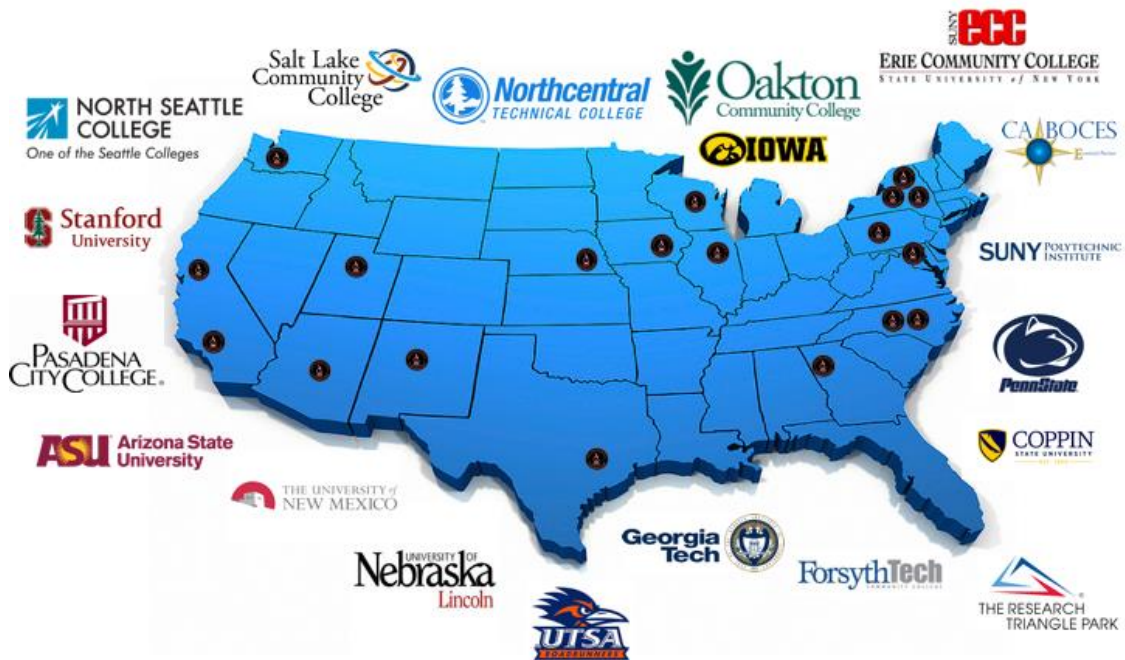 SUNY
ecc
ERIE COMMUNITY COLLEGE
STATE UNIVERSITY of NEW YORK
Salt Lake
Community
College
Northcentral
TECHNICAL COLLEGE
Oakton
Community College
NORTH SEATTLE
COLLEGE
One of the Seattle Colleges
IOWA
CA BOCES
Stanford
University
SUNY POLYTECHNIC
INSTITUTE
PASADENA
CITY COLLEGE
PennState
ASU Arizona State
University
COPPIN
STATE UNIVERSITY
THE UNIVERSITY of
NEW MEXICO
Georgia
Tech
UNIVERSITY OF
Nebraska
Lincoln
ForsythTech
COMMUNITY COLLEGE
UTSA
ROADRUNNERS
THE RESEARCH
TRIANGLE PARK